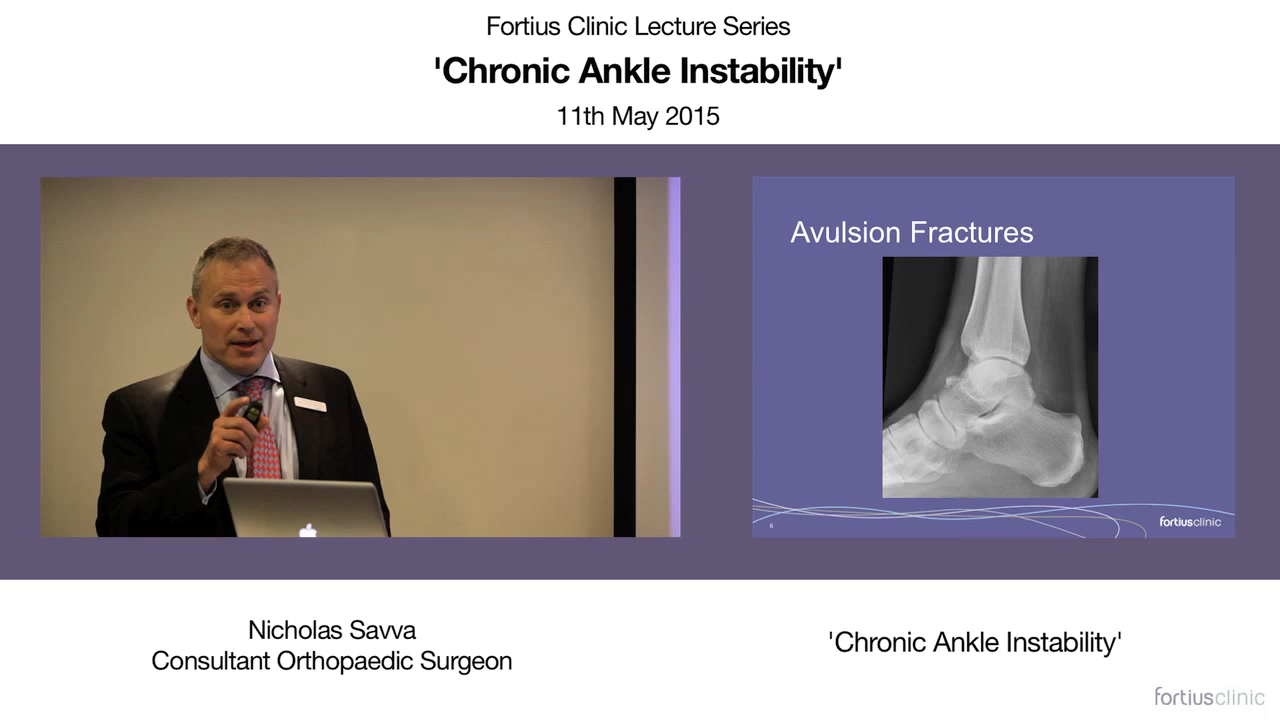 Fortius Clinic Lecture Series
'Chronic Ankle Instability'
11th May 2015
Avulsion Fractures
6
fortiusclinic
Nicholas Savva
Consultant Orthopaedic Surgeon
'Chronic Ankle Instability'
fortiusclinic